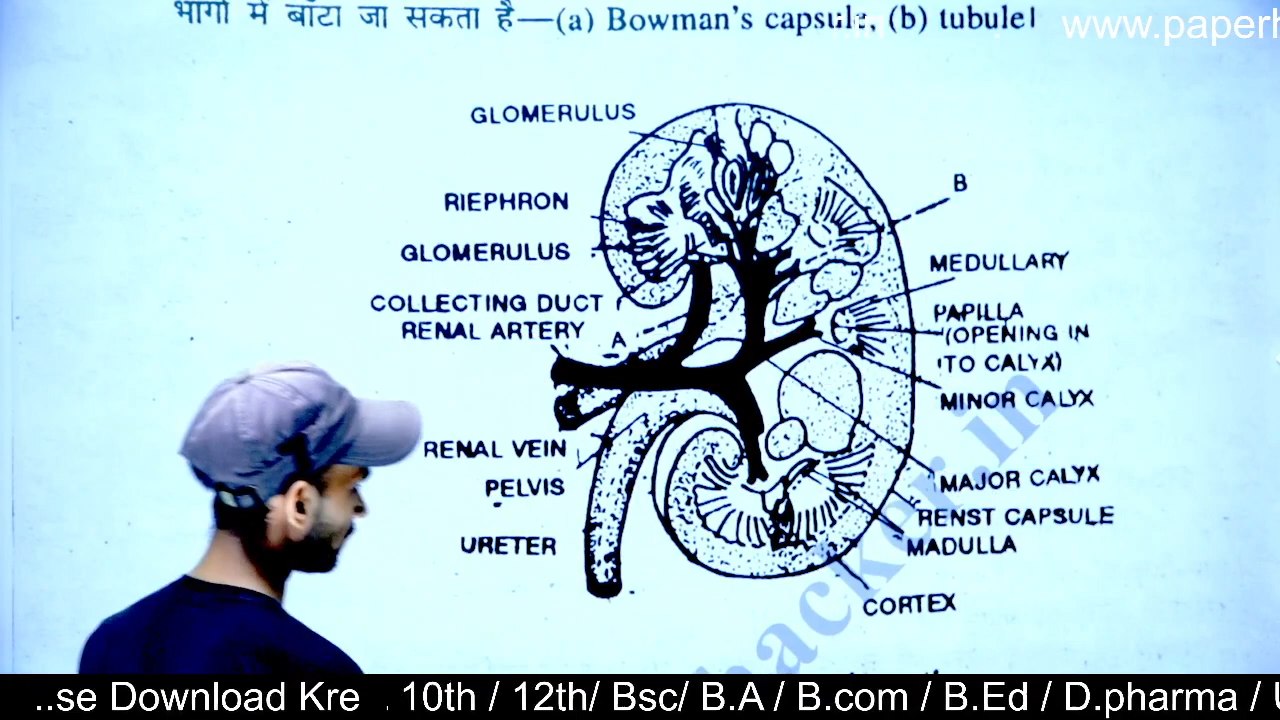 भागों में बाँटा जा सकता है—(a) Bowman's capsule, (b) tubule।
www.paperh
GLOMERULUS
RIEPHRON
GLOMERULUS
COLLECTING DUCT
RENAL ARTERY
A
B
MEDULLARY
PAPILLA
(OPENING IN
TO CALYX)
MINOR CALYX
RENAL VEIN
PELVIS
URETER
MAJOR CALYX
RENST CAPSULE
MADULLA
CORTEX
..se Download Kre . 10th / 12th/ Bsc/ B.A / B.com / B.Ed / D.pharma /